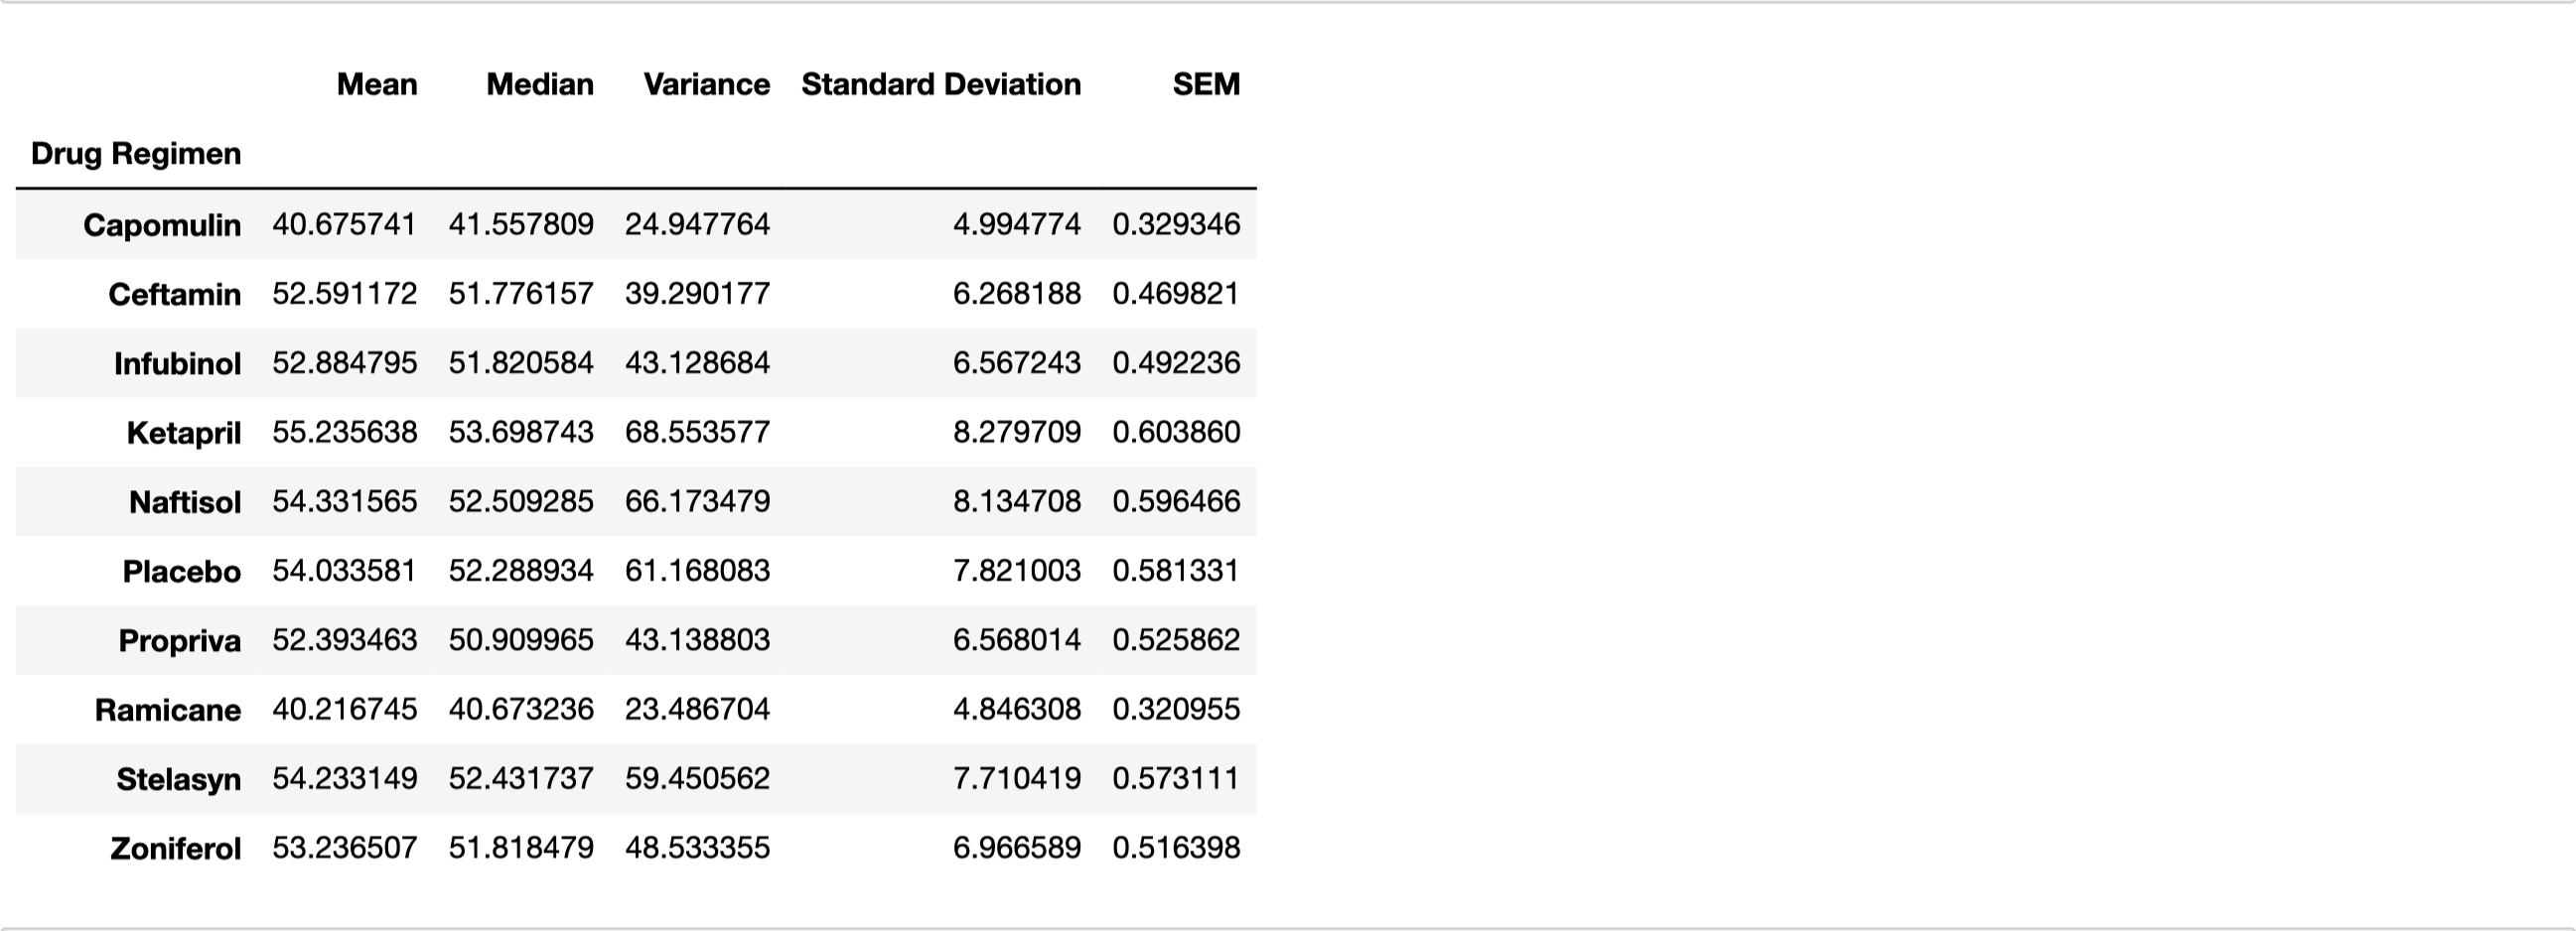 Mean Median Variance Standard Deviation SEM
Drug Regimen
Capomulin 40.675741 41.557809 24.947764 4.994774 0.329346
Ceftamin 52.591172 51.776157 39.290177 6.268188 0.469821
Infubinol 52.884795 51.820584 43.128684 6.567243 0.492236
Ketapril 55.235638 53.698743 68.553577 8.279709 0.603860
Naftisol 54.331565 52.509285 66.173479 8.134708 0.596466
Placebo 54.033581 52.288934 61.168083 7.821003 0.581331
Propriva 52.393463 50.909965 43.138803 6.568014 0.525862
Ramicane 40.216745 40.673236 23.486704 4.846308 0.320955
Stelasyn 54.233149 52.431737 59.450562 7.710419 0.573111
Zoniferol 53.236507 51.818479 48.533355 6.966589 0.516398